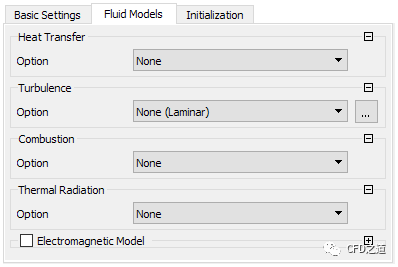 Basic Settings Fluid Models Initialization
Heat Transfer
Option None
Turbulence
Option None (Laminar) ...
Combustion
Option None
Thermal Radiation
Option None
Electromagnetic Model
CFD之道